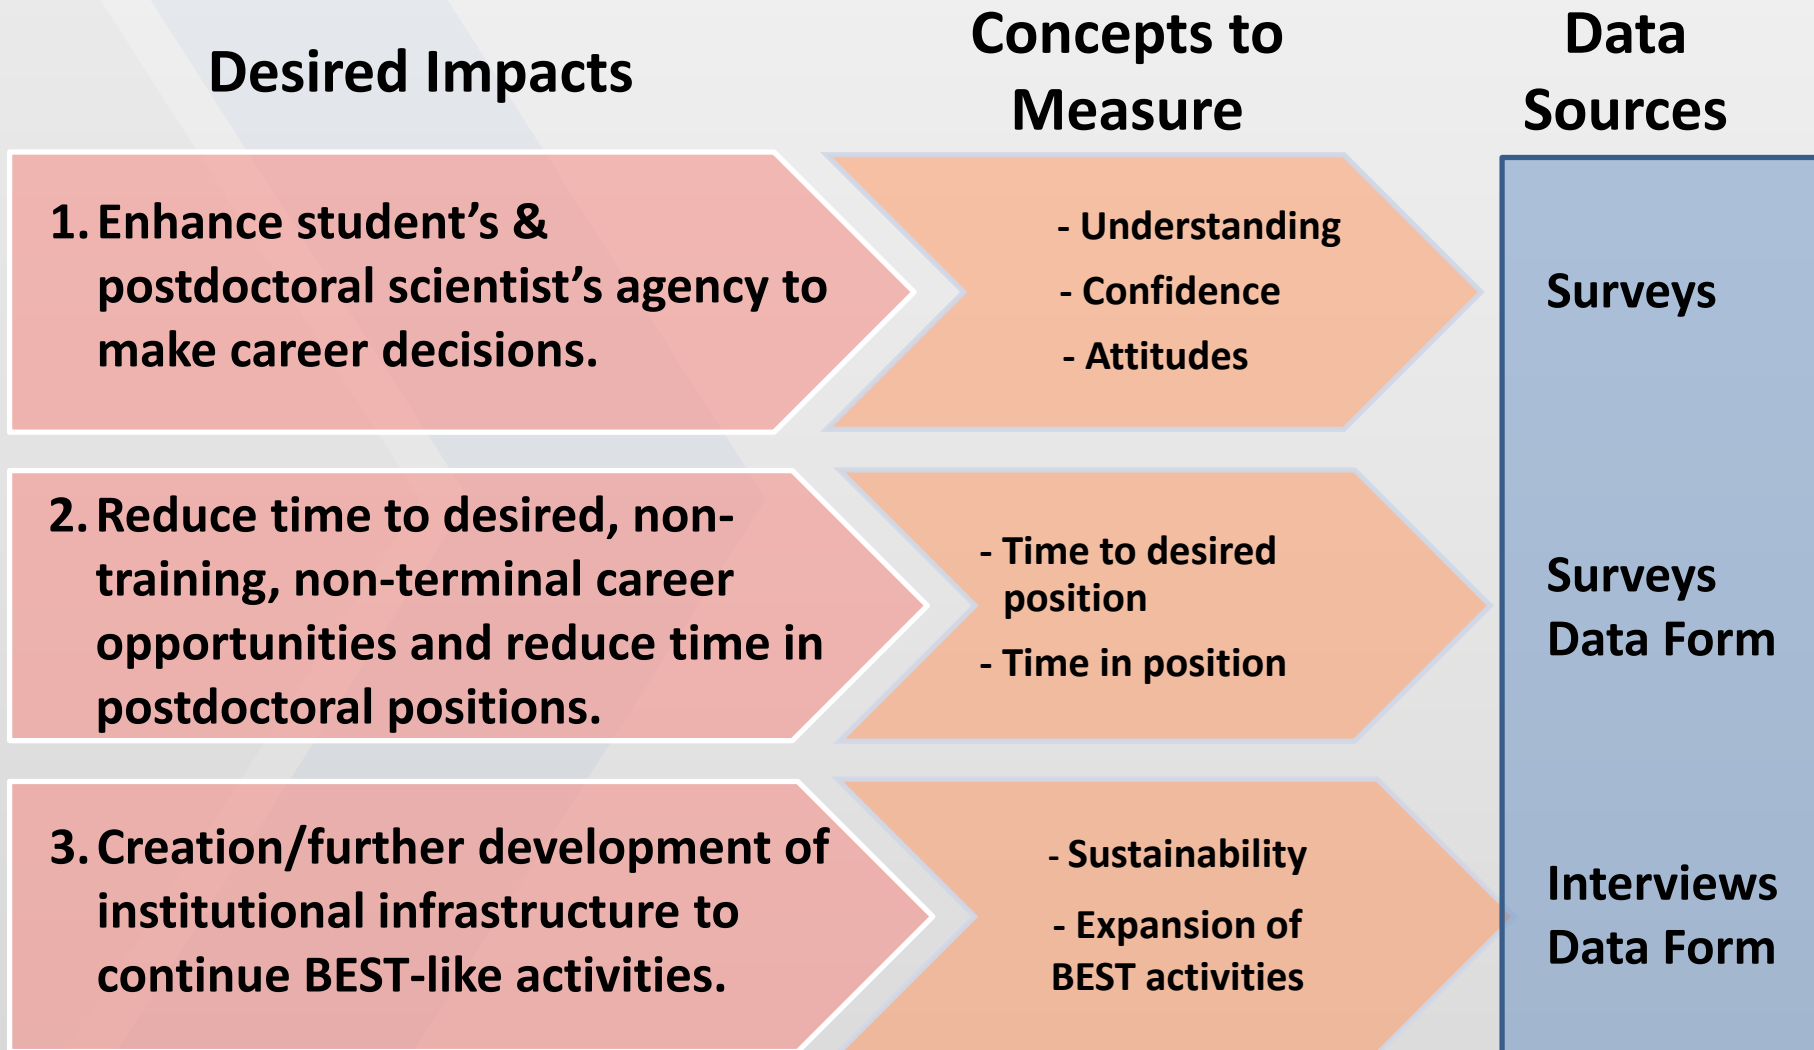 Desired Impacts
Concepts to
Measure
Data
Sources
1. Enhance student’s &
postdoctoral scientist’s agency to
make career decisions.
- Understanding
- Confidence
- Attitudes
Surveys
2. Reduce time to desired, non-
training, non-terminal career
opportunities and reduce time in
postdoctoral positions.
- Time to desired
position
- Time in position
Surveys
Data Form
3. Creation/further development of
institutional infrastructure to
continue BEST-like activities.
- Sustainability
- Expansion of
BEST activities
Interviews
Data Form